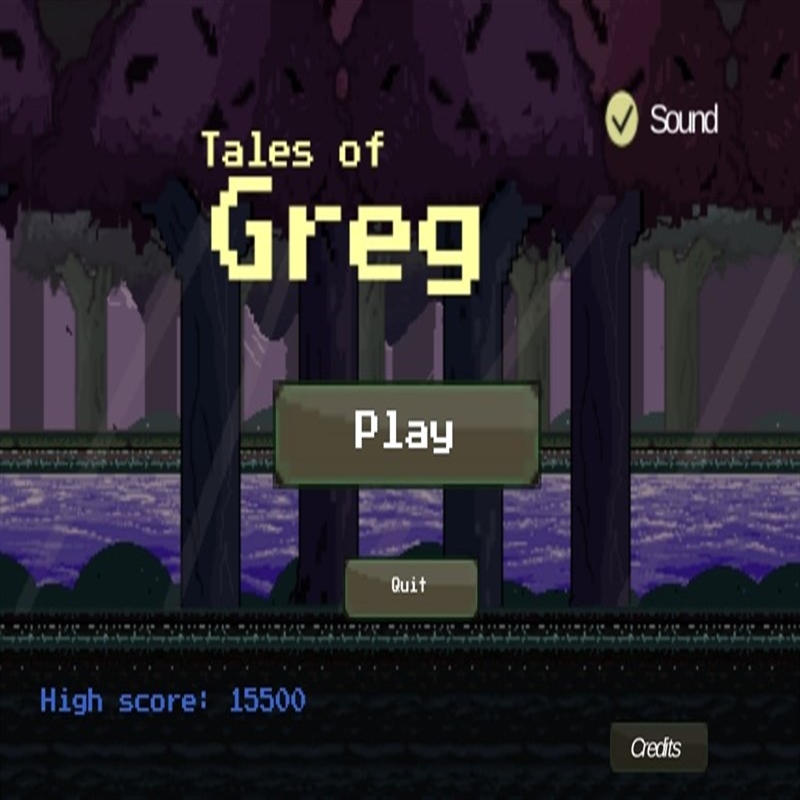 Sound
Tales of
Greg
Play
Quit
High score: 15500
Credits